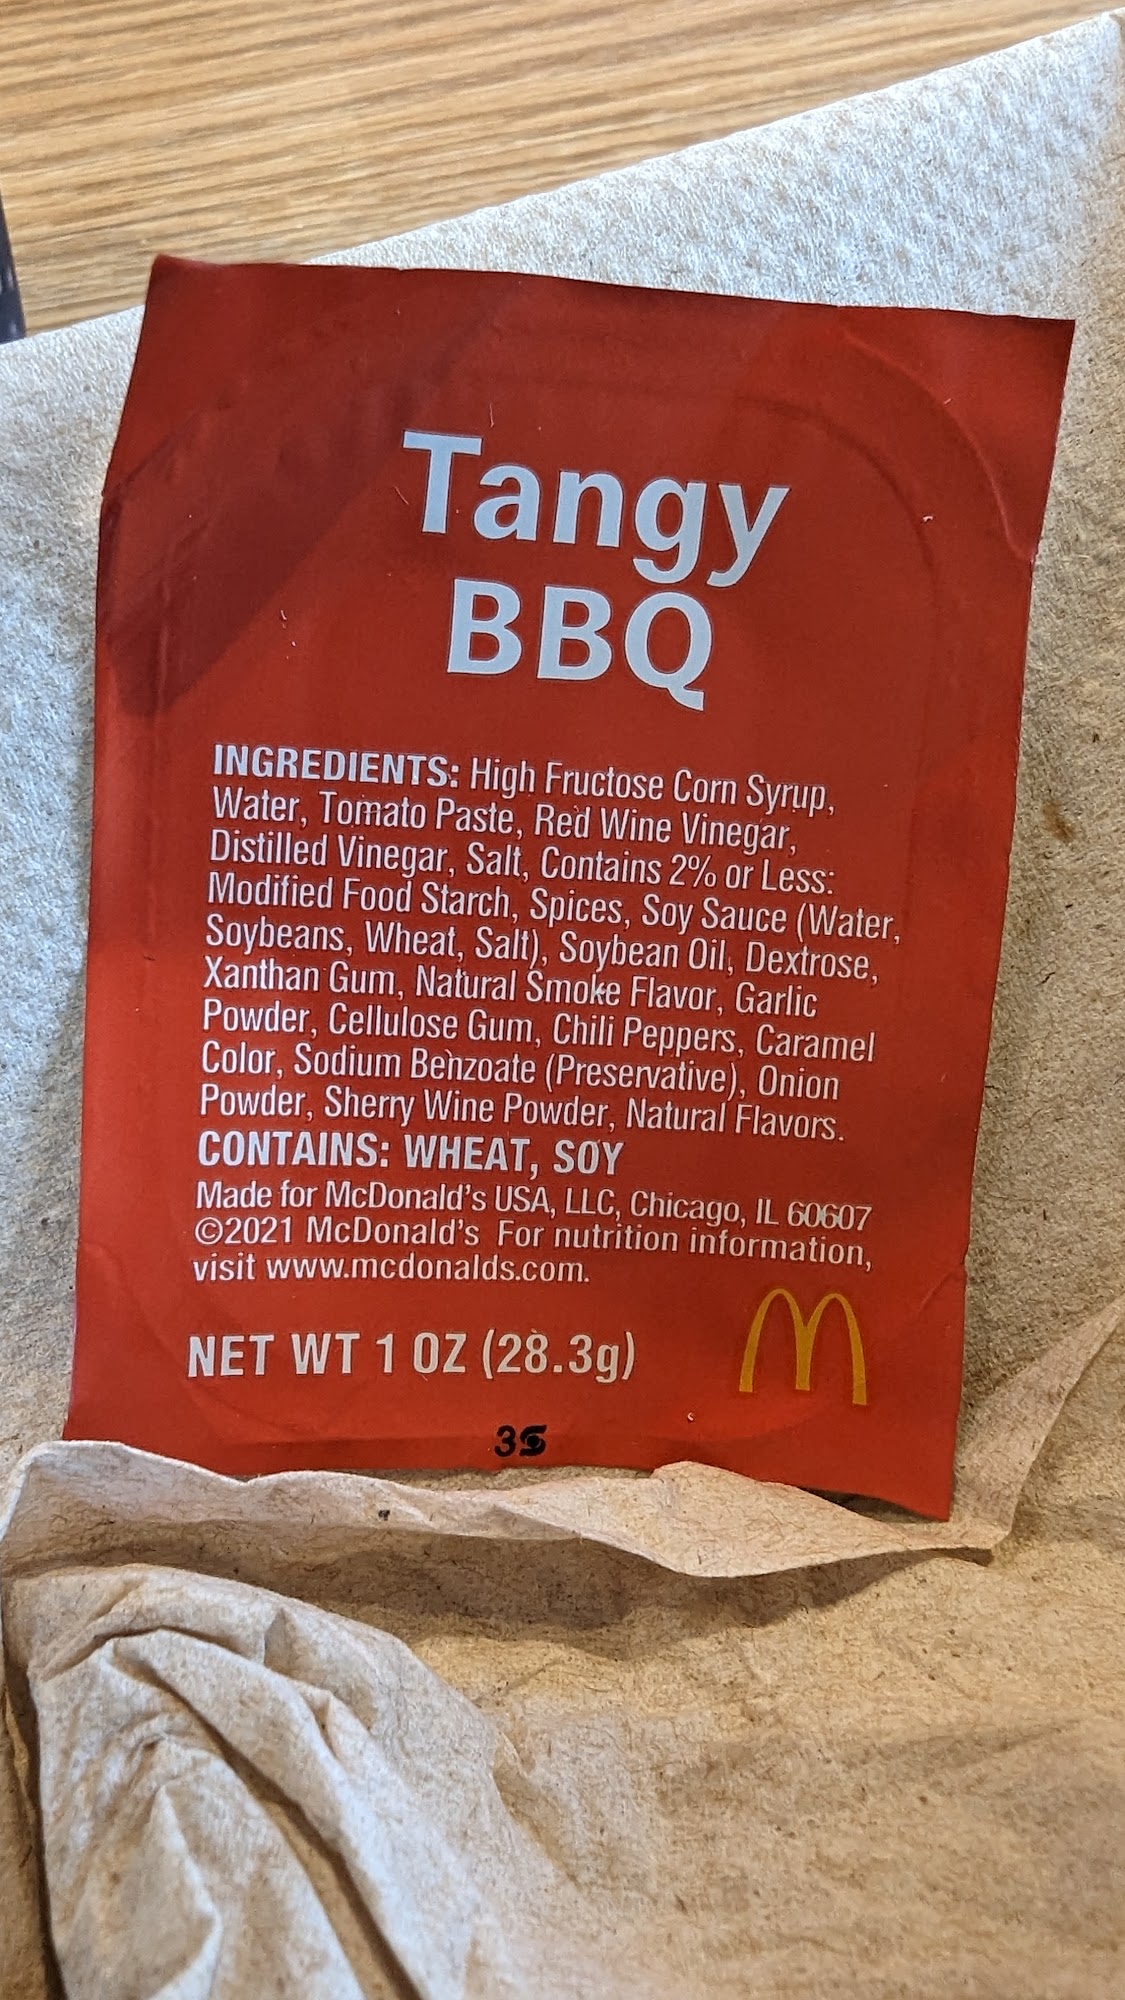 Tangy
BBQ
INGREDIENTS: High Fructose Corn Syrup,
Water, Tomato Paste, Red Wine Vinegar,
Distilled Vinegar, Salt, Contains 2% or Less:
Modified Food Starch, Spices, Soy Sauce (Water,
Soybeans, Wheat, Salt), Soybean Oil, Dextrose,
Xanthan Gum, Natural Smoke Flavor, Garlic
Powder, Cellulose Gum, Chili Peppers, Caramel
Color, Sodium Benzoate (Preservative), Onion
Powder, Sherry Wine Powder, Natural Flavors.
CONTAINS: WHEAT, SOY
Made for McDonald's USA, LLC, Chicago, IL 60607
©2021 McDonald's For nutrition information,
visit www.mcdonalds.com.
NET WT 1 OZ (28.3g)